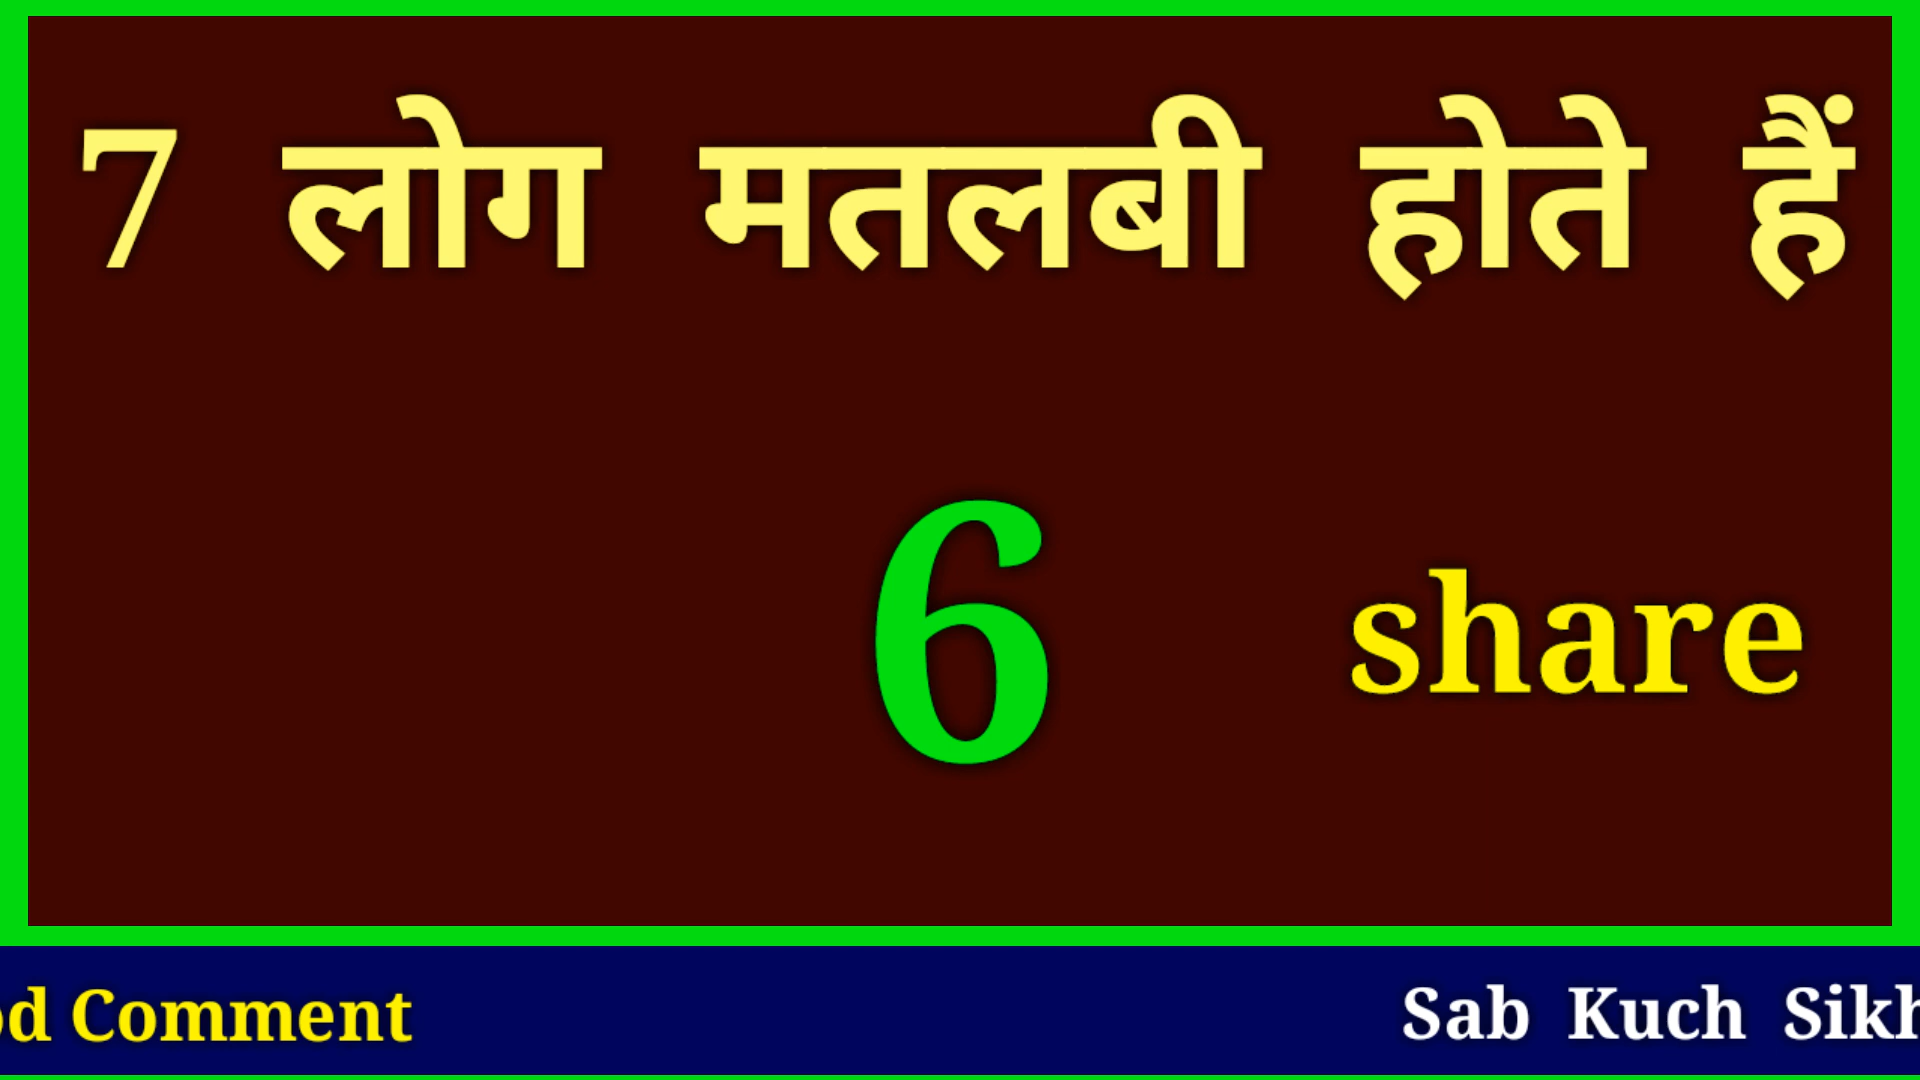 7 लोग मतलबी होते हैं
6 share
Comment Sab Kuch